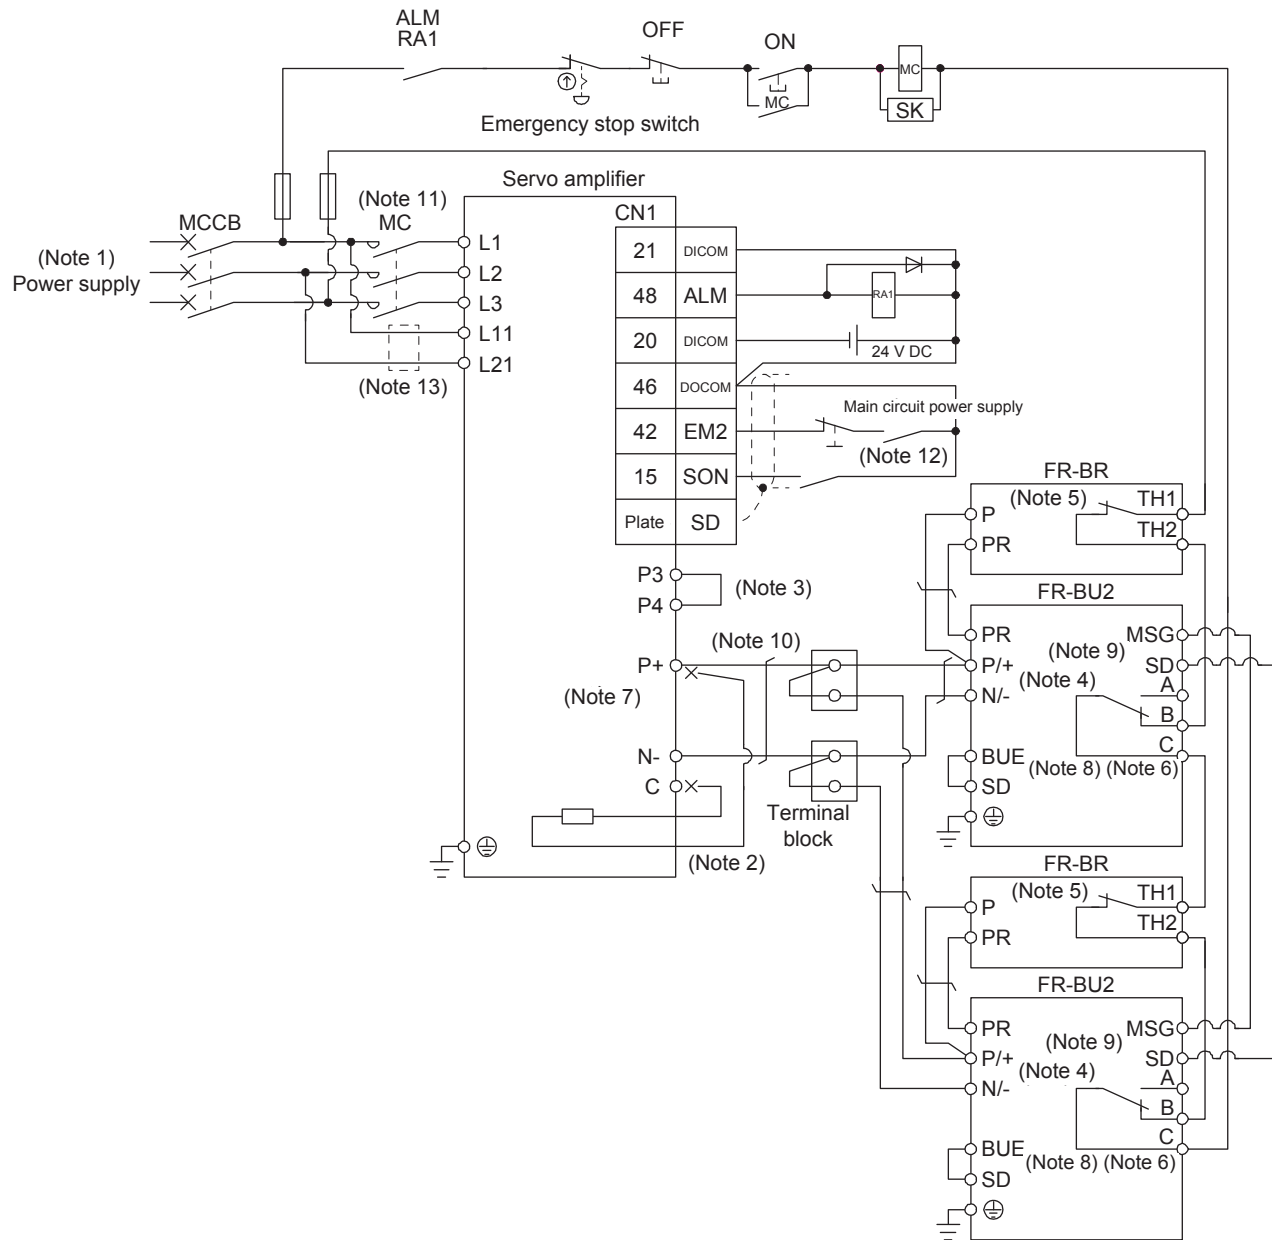 ALM
RA1
OFF
ON
MC
SK
MC
Emergency stop switch
Servo amplifier
(Note 11)
MCCB
MC
CN1
(Note 1)
Power supply
L1
L2
L3
L11
L21
(Note 13)
21 DICOM
48 ALM
RA1
20 DICOM
24 V DC
46 DOCOM
Main circuit power supply
42 EM2
(Note 12)
15 SON
Plate SD
P3
P4
(Note 3)
(Note 10)
P+
(Note 7)
N-
C
Terminal
block
(Note 2)
FR-BR
P
(Note 5)
TH1
TH2
PR
FR-BU2
PR
MSG
(Note 9)
P/+
SD
(Note 4)
A
N/-
B
C
BUE
(Note 8) (Note 6)
SD
FR-BR
(Note 5)
TH1
P
TH2
PR
FR-BU2
PR
MSG
(Note 9)
P/+
SD
(Note 4)
A
N/-
B
C
BUE
(Note 8) (Note 6)
SD